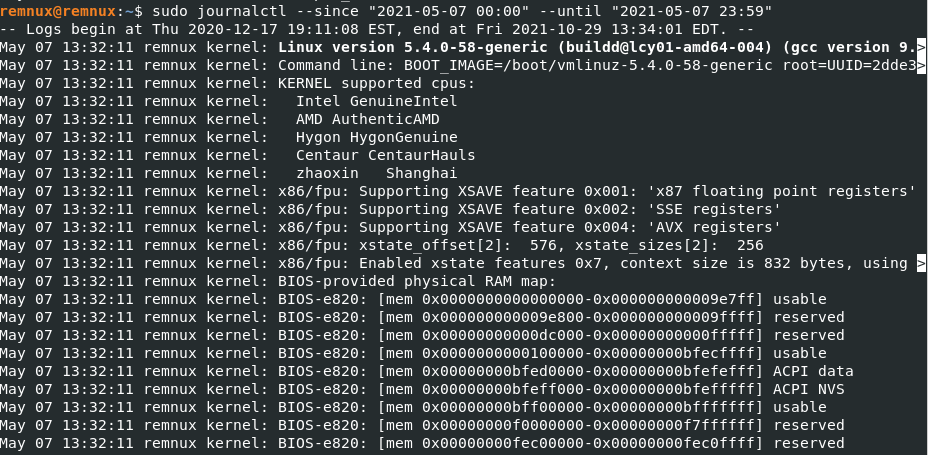 remnux@remnux:~$ sudo journalctl --since "2021-05-07 00:00" --until "2021-05-07 23:59"
-- Logs begin at Thu 2020-12-17 19:11:08 EST, end at Fri 2021-10-29 13:34:01 EDT. --
May 07 13:32:11 remnux kernel: Linux version 5.4.0-58-generic (buildd@lcy01-amd64-004) (gcc version 9.>
May 07 13:32:11 remnux kernel: Command line: BOOT_IMAGE=/boot/vmlinuz-5.4.0-58-generic root=UUID=2dde3>
May 07 13:32:11 remnux kernel: KERNEL supported cpus:
May 07 13:32:11 remnux kernel:   Intel GenuineIntel
May 07 13:32:11 remnux kernel:   AMD AuthenticAMD
May 07 13:32:11 remnux kernel:   Hygon HygonGenuine
May 07 13:32:11 remnux kernel:   Centaur CentaurHauls
May 07 13:32:11 remnux kernel:   zhaoxin   Shanghai
May 07 13:32:11 remnux kernel: x86/fpu: Supporting XSAVE feature 0x001: 'x87 floating point registers'
May 07 13:32:11 remnux kernel: x86/fpu: Supporting XSAVE feature 0x002: 'SSE registers'
May 07 13:32:11 remnux kernel: x86/fpu: Supporting XSAVE feature 0x004: 'AVX registers'
May 07 13:32:11 remnux kernel: x86/fpu: xstate_offset[2]:  576, xstate_sizes[2]:  256
May 07 13:32:11 remnux kernel: x86/fpu: Enabled xstate features 0x7, context size is 832 bytes, using >
May 07 13:32:11 remnux kernel: BIOS-provided physical RAM map:
May 07 13:32:11 remnux kernel: BIOS-e820: [mem 0x0000000000000000-0x000000000009e7ff] usable
May 07 13:32:11 remnux kernel: BIOS-e820: [mem 0x000000000009e800-0x000000000009ffff] reserved
May 07 13:32:11 remnux kernel: BIOS-e820: [mem 0x00000000000dc000-0x00000000000fffff] reserved
May 07 13:32:11 remnux kernel: BIOS-e820: [mem 0x0000000000100000-0x00000000bfecffff] usable
May 07 13:32:11 remnux kernel: BIOS-e820: [mem 0x00000000bfed0000-0x00000000bfefefff] ACPI data
May 07 13:32:11 remnux kernel: BIOS-e820: [mem 0x00000000bfeff000-0x00000000bfefffff] ACPI NVS
May 07 13:32:11 remnux kernel: BIOS-e820: [mem 0x00000000bff00000-0x00000000bfffffff] usable
May 07 13:32:11 remnux kernel: BIOS-e820: [mem 0x00000000f0000000-0x00000000f7ffffff] reserved
May 07 13:32:11 remnux kernel: BIOS-e820: [mem 0x00000000fec00000-0x00000000fec0ffff] reserved